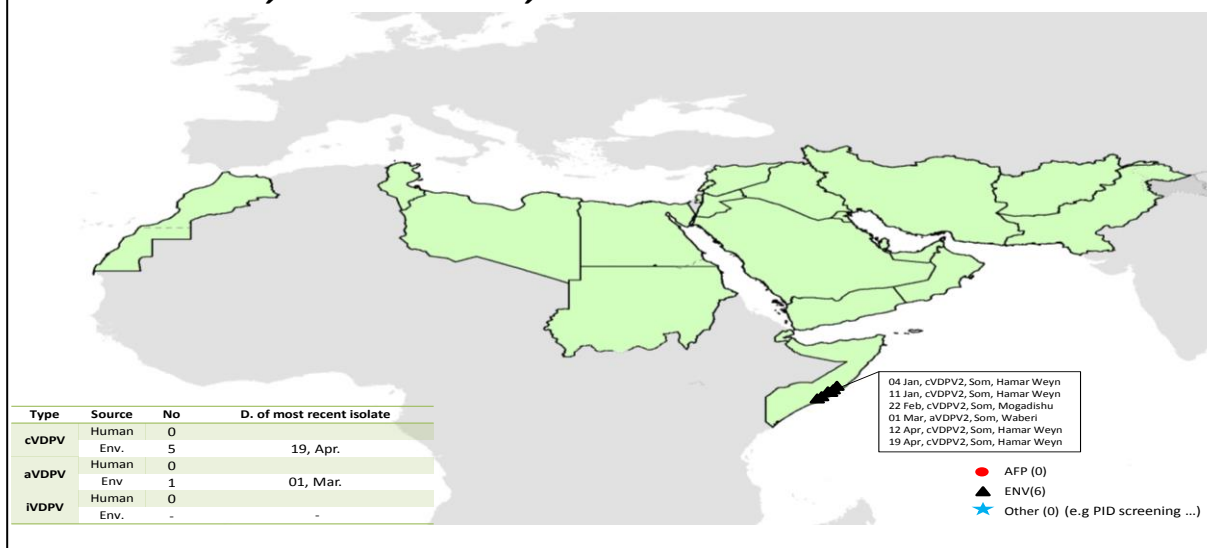 04 Jan, cVDPV2, Som, Hamar Weyn
11 Jan, cVDPV2, Som, Hamar Weyn
22 Feb, cVDPV2, Som, Mogadishu
01 Mar, aVDPV2, Som, Waberi
12 Apr, cVDPV2, Som, Hamar Weyn
19 Apr, cVDPV2, Som, Hamar Weyn
Type Source No D. of most recent isolate
cVDPV Human 0
Env. 5 19, Apr.
aVDPV Human 0
Env 1 01, Mar.
iVDPV Human 0
Env. - -
AFP (0)
ENV(6)
Other (0) (e.g PID screening ...)